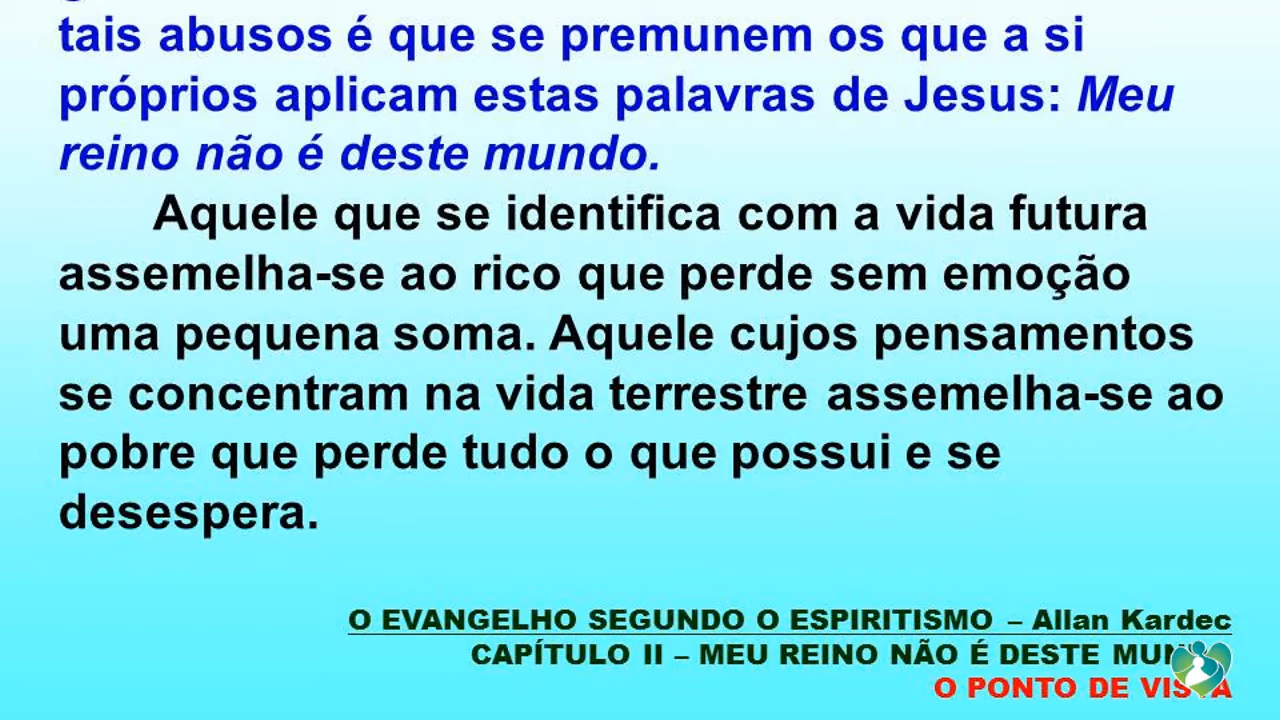 tais abusos é que se premunem os que a si
próprios aplicam estas palavras de Jesus: Meu
reino não é deste mundo.
Aquele que se identifica com a vida futura
assemelha-se ao rico que perde sem emoção
uma pequena soma. Aquele cujos pensamentos
se concentram na vida terrestre assemelha-se ao
pobre que perde tudo o que possui e se
desespera.
O EVANGELHO SEGUNDO O ESPIRITISMO – Allan Kardec
CAPÍTULO II – MEU REINO NÃO É DESTE MUNDO
O PONTO DE VISTA